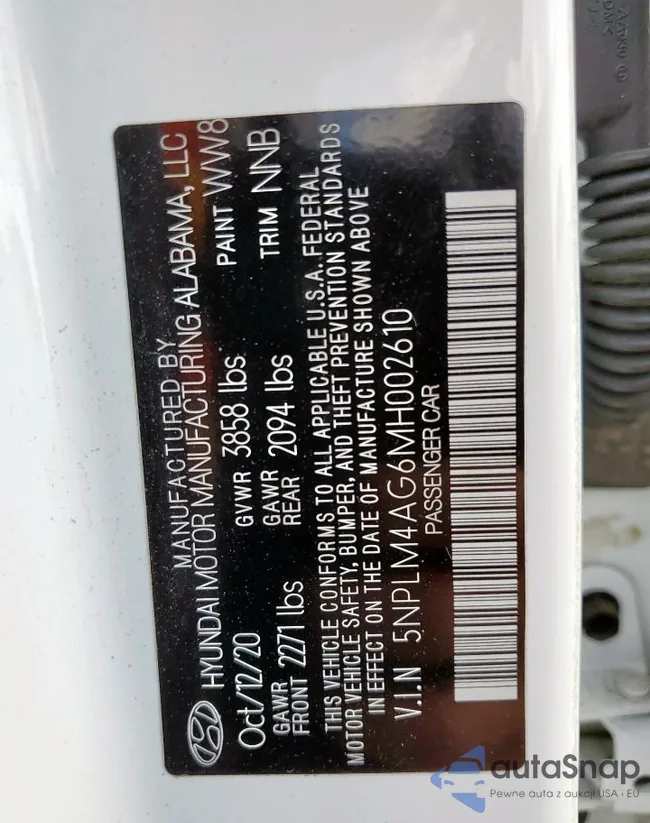 MANUFACTURED BY
HYUNDAI MOTOR MANUFACTURING ALABAMA, LLC
Oct/12/20 GVWR 3858 lbs PAINT WW8
GAWR FRONT 2271 lbs GAWR REAR 2094 lbs TRIM NNB
THIS VEHICLE CONFORMS TO ALL APPLICABLE U.S.A. FEDERAL
MOTOR VEHICLE SAFETY, BUMPER, AND THEFT PREVENTION STANDARDS
IN EFFECT ON THE DATE OF MANUFACTURE SHOWN ABOVE
V.I.N 5NPLM4AG6MH002610
PASSENGER CAR
autaSnap
Pewne auta z aukcji USA i EU